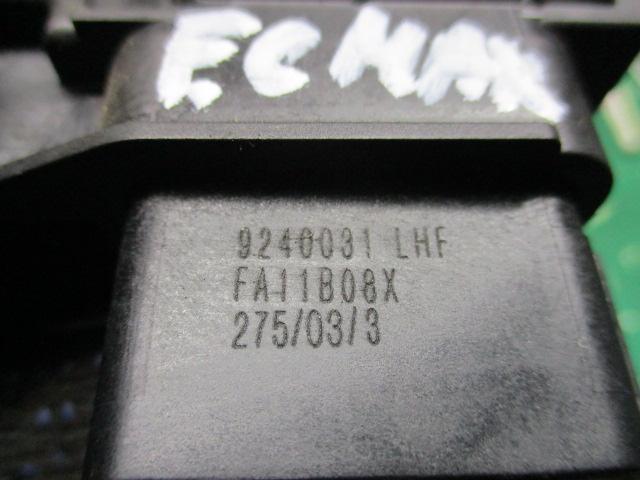 FCMAX
9240031 LHF
FA11B08X
275/03/3